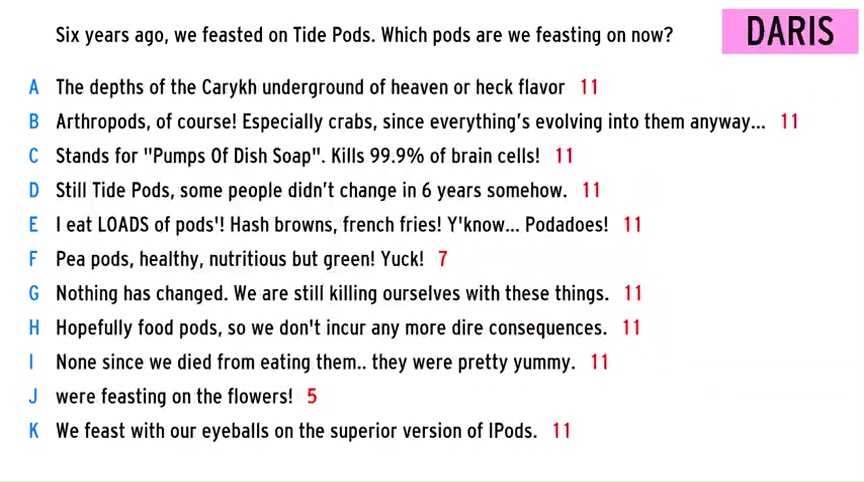 Six years ago, we feasted on Tide Pods. Which pods are we feasting on now?
DARIS
A The depths of the Carykh underground of heaven or heck flavor 11
B Arthropods, of course! Especially crabs, since everything's evolving into them anyway... 11
C Stands for "Pumps Of Dish Soap". Kills 99.9% of brain cells! 11
D Still Tide Pods, some people didn't change in 6 years somehow. 11
E I eat LOADS of pods'! Hash browns, french fries! Y'know... Podadoes! 11
F Pea pods, healthy, nutritious but green! Yuck! 7
G Nothing has changed. We are still killing ourselves with these things. 11
H Hopefully food pods, so we don't incur any more dire consequences. 11
I None since we died from eating them.. they were pretty yummy. 11
J were feasting on the flowers! 5
K We feast with our eyeballs on the superior version of IPods. 11